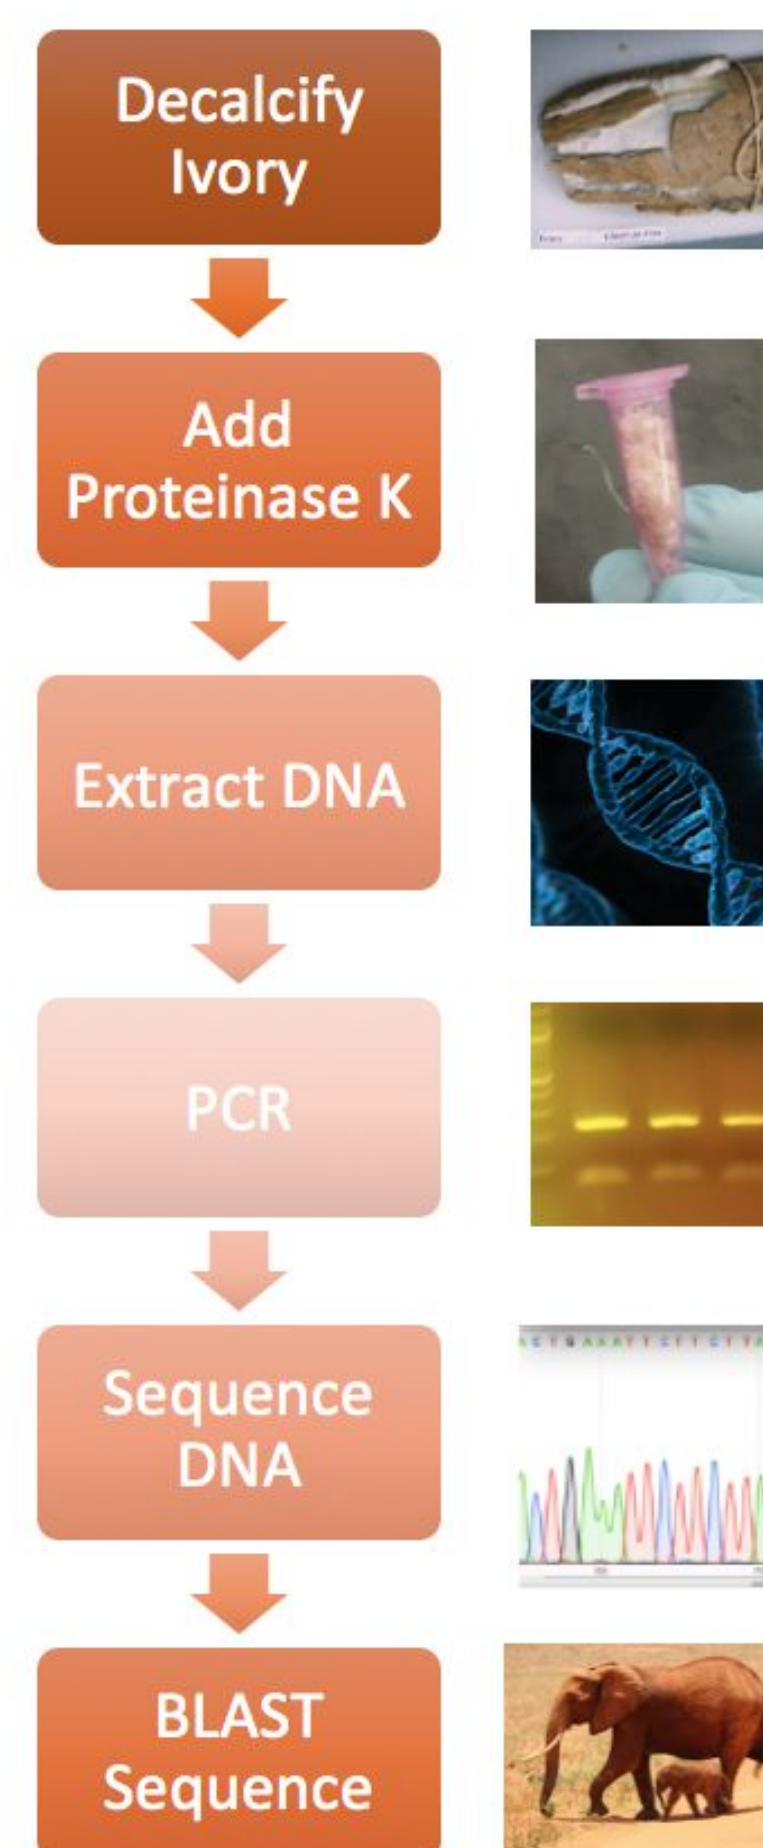 Decalcify
Ivory
Add
Proteinase K
Extract DNA
PCR
Sequence
DNA
A C T G A A A T T C T T C T T A
BLAST
Sequence